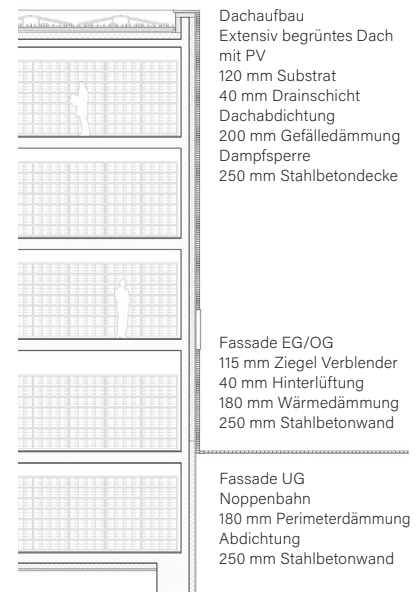 Dachaufbau
Extensiv begrüntes Dach
mit PV
120 mm Substrat
40 mm Drainschicht
Dachabdichtung
200 mm Gefälledämmung
Dampfsperre
250 mm Stahlbetondecke
Fassade EG/OG
115 mm Ziegel Verblender
40 mm Hinterlüftung
180 mm Wärmedämmung
250 mm Stahlbetonwand
Fassade UG
Noppenbahn
180 mm Perimeterdämmung
Abdichtung
250 mm Stahlbetonwand